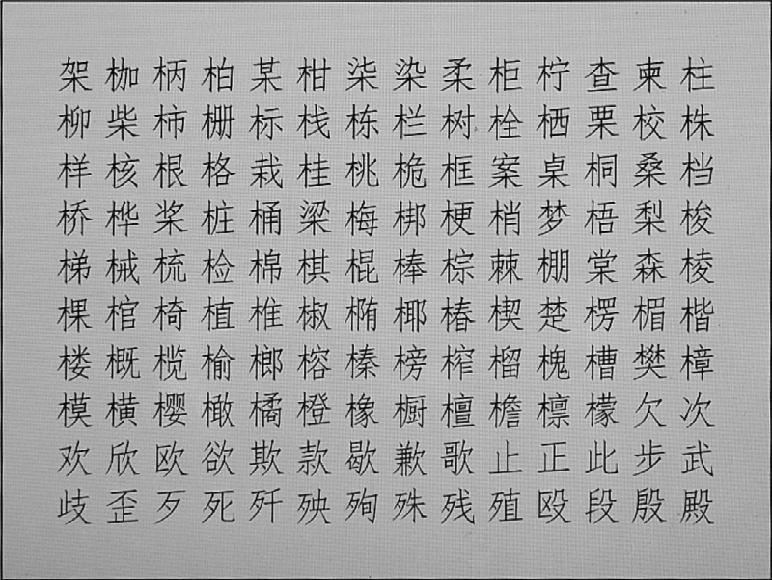 架枷柄柏某柑柒染柔柜柠查柬柱
柳柴柿栅标栈栋栏树栓栖栗校株
样核根格栽桂桃桅框案桌桐桑档
桥桦桨桩桶梁梅梆梗梢梦梧梨梭
梯械梳检棉棋棍棒棕棘棚棠森棱
棵棺椅植椎椒椭椰椿楔楚楞楣楷
楼概榄榆榔榕榛榜榨榴槐槽樊樟
模横樱橄橘橙橡橱檀檐檩檬欠次
欢欣欧欲欺款歇歉歌止正此步武
歧歪歹死歼殃殉殊残殖殴段殷殿